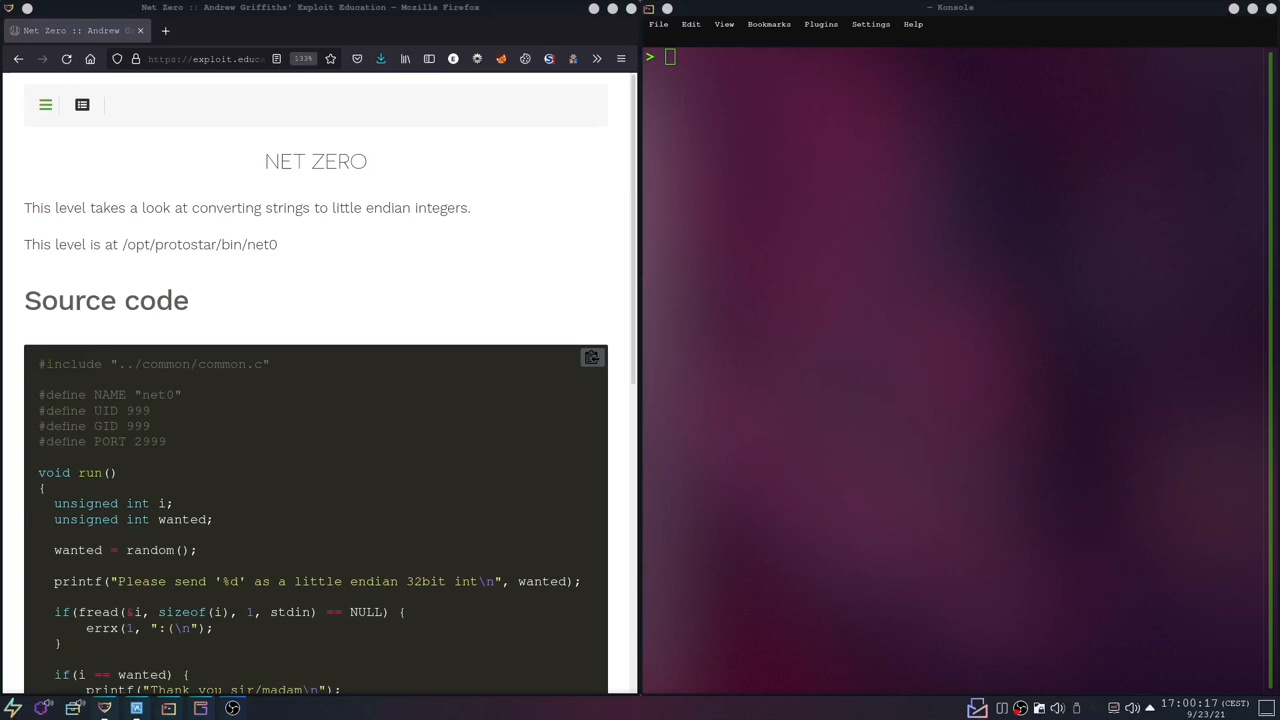 Net Zero :: Andrew Griffiths' Exploit Education — Mozilla Firefox
Net Zero :: Andrew Gr
https://exploit.educa
133%
NET ZERO
This level takes a look at converting strings to little endian integers.
This level is at /opt/protostar/bin/net0
Source code
#include "../common/common.c"
#define NAME "net0"
#define UID 999
#define GID 999
#define PORT 2999
void run()
{
unsigned int i;
unsigned int wanted;
wanted = random();
printf("Please send '%d' as a little endian 32bit int\n", wanted);
if(fread(&i, sizeof(i), 1, stdin) == NULL) {
errx(1, ":(\n");
}
if(i == wanted) {
printf("Thank you sir/madam\n");
— Konsole
File Edit View Bookmarks Plugins Settings Help
>
17:00:17 (CEST)
9/23/21